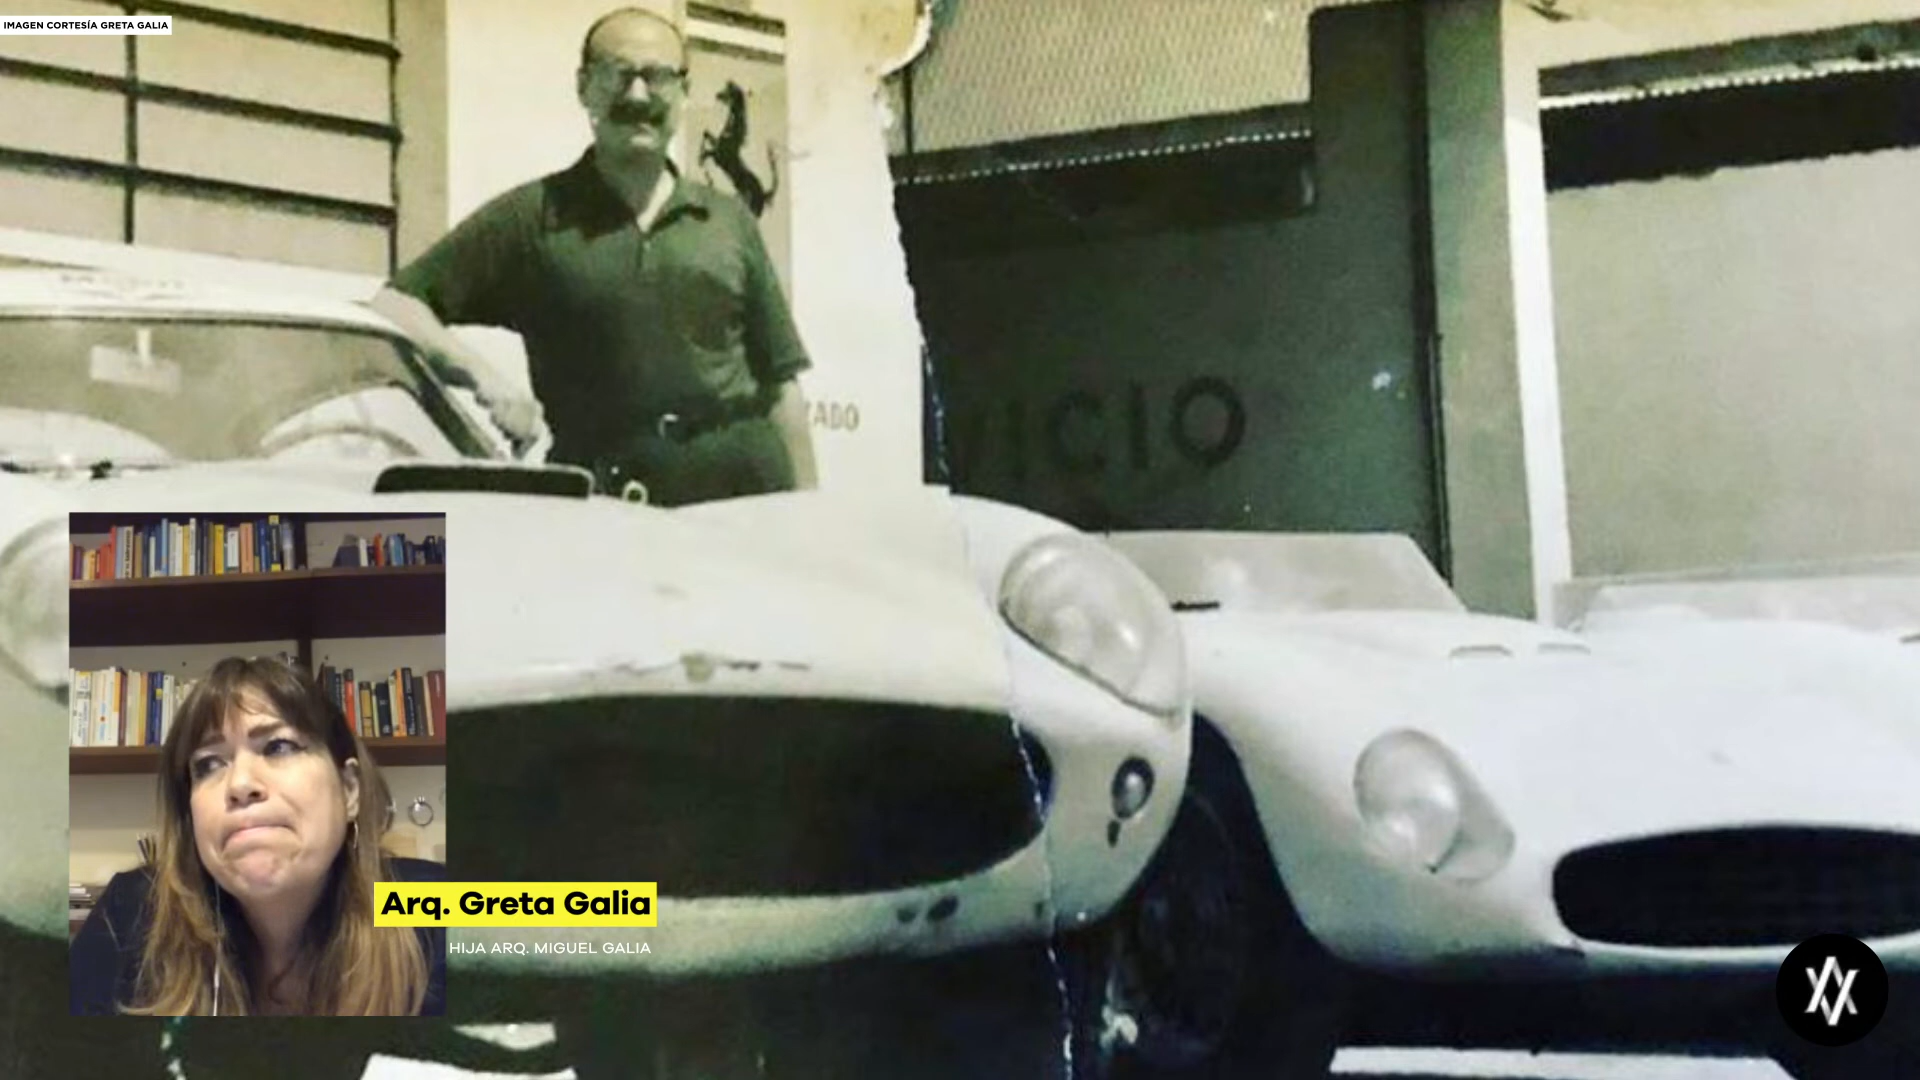 IMAGEN CORTESÍA GRETA GALIA
ICIO
Arq. Greta Galia
HIJA ARQ. MIGUEL GALIA